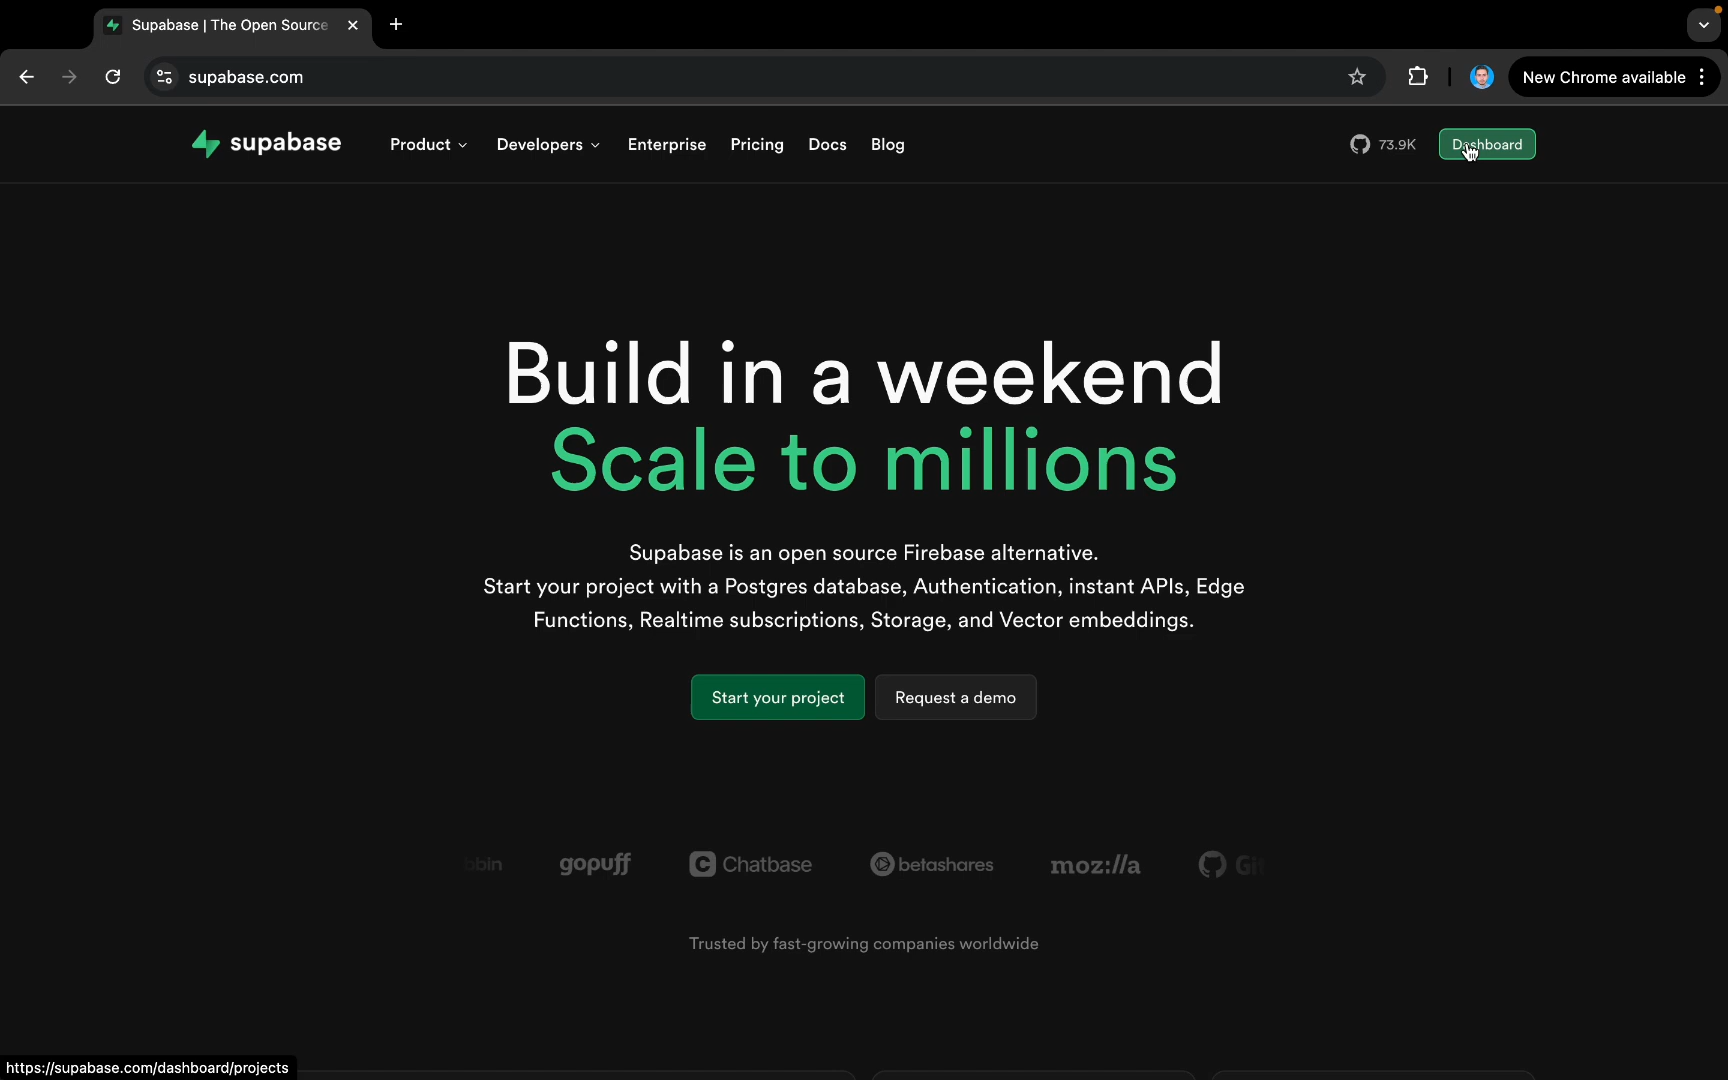 Supabase | The Open Source
supabase.com
New Chrome available
supabase
Product
Developers
Enterprise
Pricing
Docs
Blog
73.9K
Dashboard
Build in a weekend
Scale to millions
Supabase is an open source Firebase alternative.
Start your project with a Postgres database, Authentication, instant APIs, Edge
Functions, Realtime subscriptions, Storage, and Vector embeddings.
Start your project
Request a demo
bbin
gopuff
Chatbase
betashares
moz://a
Gi
Trusted by fast-growing companies worldwide
https://supabase.com/dashboard/projects